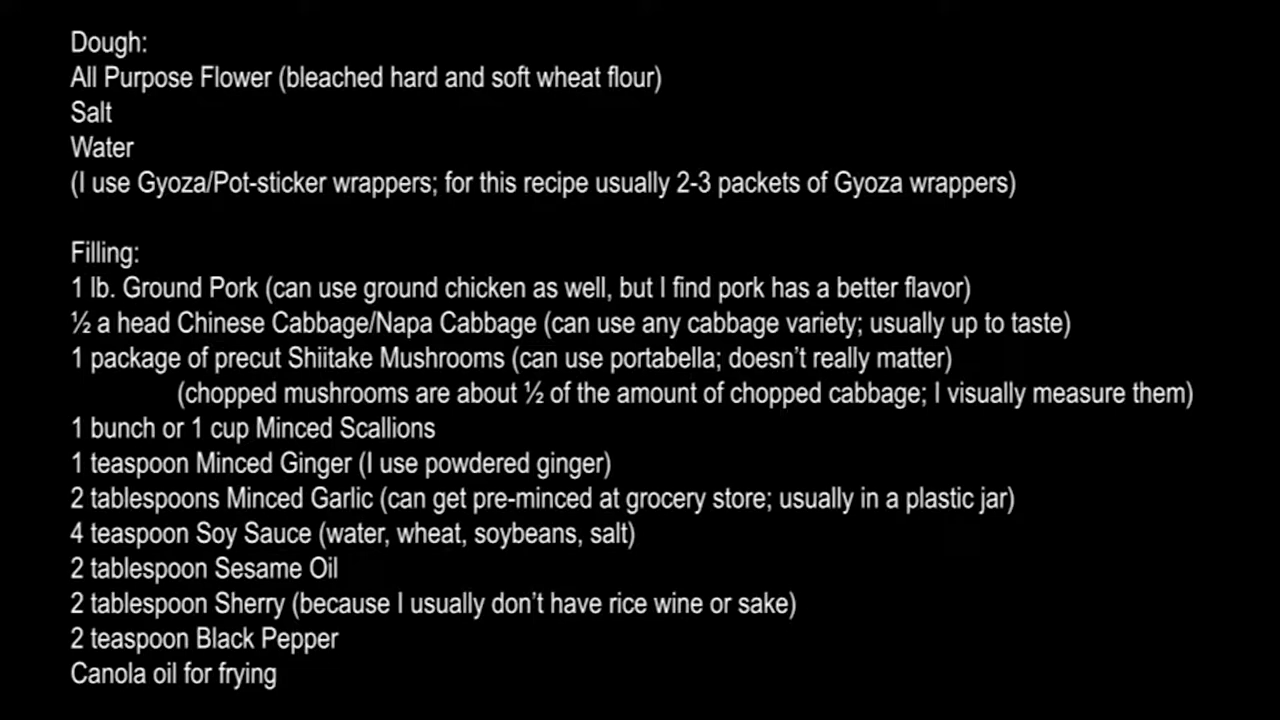 Dough:
All Purpose Flower (bleached hard and soft wheat flour)
Salt
Water
(I use Gyoza/Pot-sticker wrappers; for this recipe usually 2-3 packets of Gyoza wrappers)
Filling:
1 lb. Ground Pork (can use ground chicken as well, but I find pork has a better flavor)
½ a head Chinese Cabbage/Napa Cabbage (can use any cabbage variety; usually up to taste)
1 package of precut Shiitake Mushrooms (can use portabella; doesn't really matter)
(chopped mushrooms are about ½ of the amount of chopped cabbage; I visually measure them)
1 bunch or 1 cup Minced Scallions
1 teaspoon Minced Ginger (I use powdered ginger)
2 tablespoons Minced Garlic (can get pre-minced at grocery store; usually in a plastic jar)
4 teaspoon Soy Sauce (water, wheat, soybeans, salt)
2 tablespoon Sesame Oil
2 tablespoon Sherry (because I usually don't have rice wine or sake)
2 teaspoon Black Pepper
Canola oil for frying